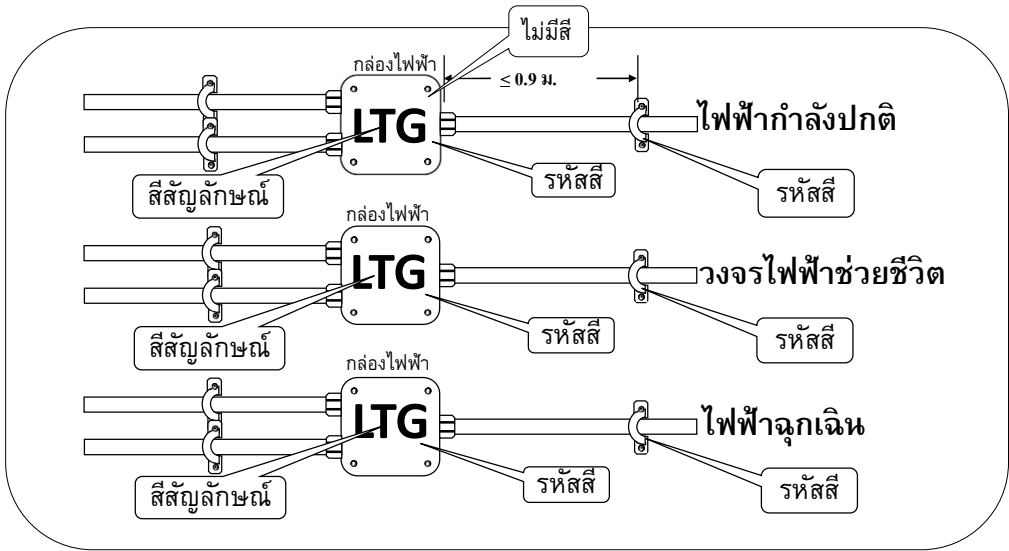 ไม่มีสี
กล่องไฟฟ้า
≤ 0.9 ม.
LTG
ไฟฟ้ากำลังปกติ
สีสัญลักษณ์
รหัสสี
รหัสสี
กล่องไฟฟ้า
LTG
วงจรไฟฟ้าช่วยชีวิต
สีสัญลักษณ์
รหัสสี
รหัสสี
กล่องไฟฟ้า
LTG
ไฟฟ้าฉุกเฉิน
สีสัญลักษณ์
รหัสสี
รหัสสี